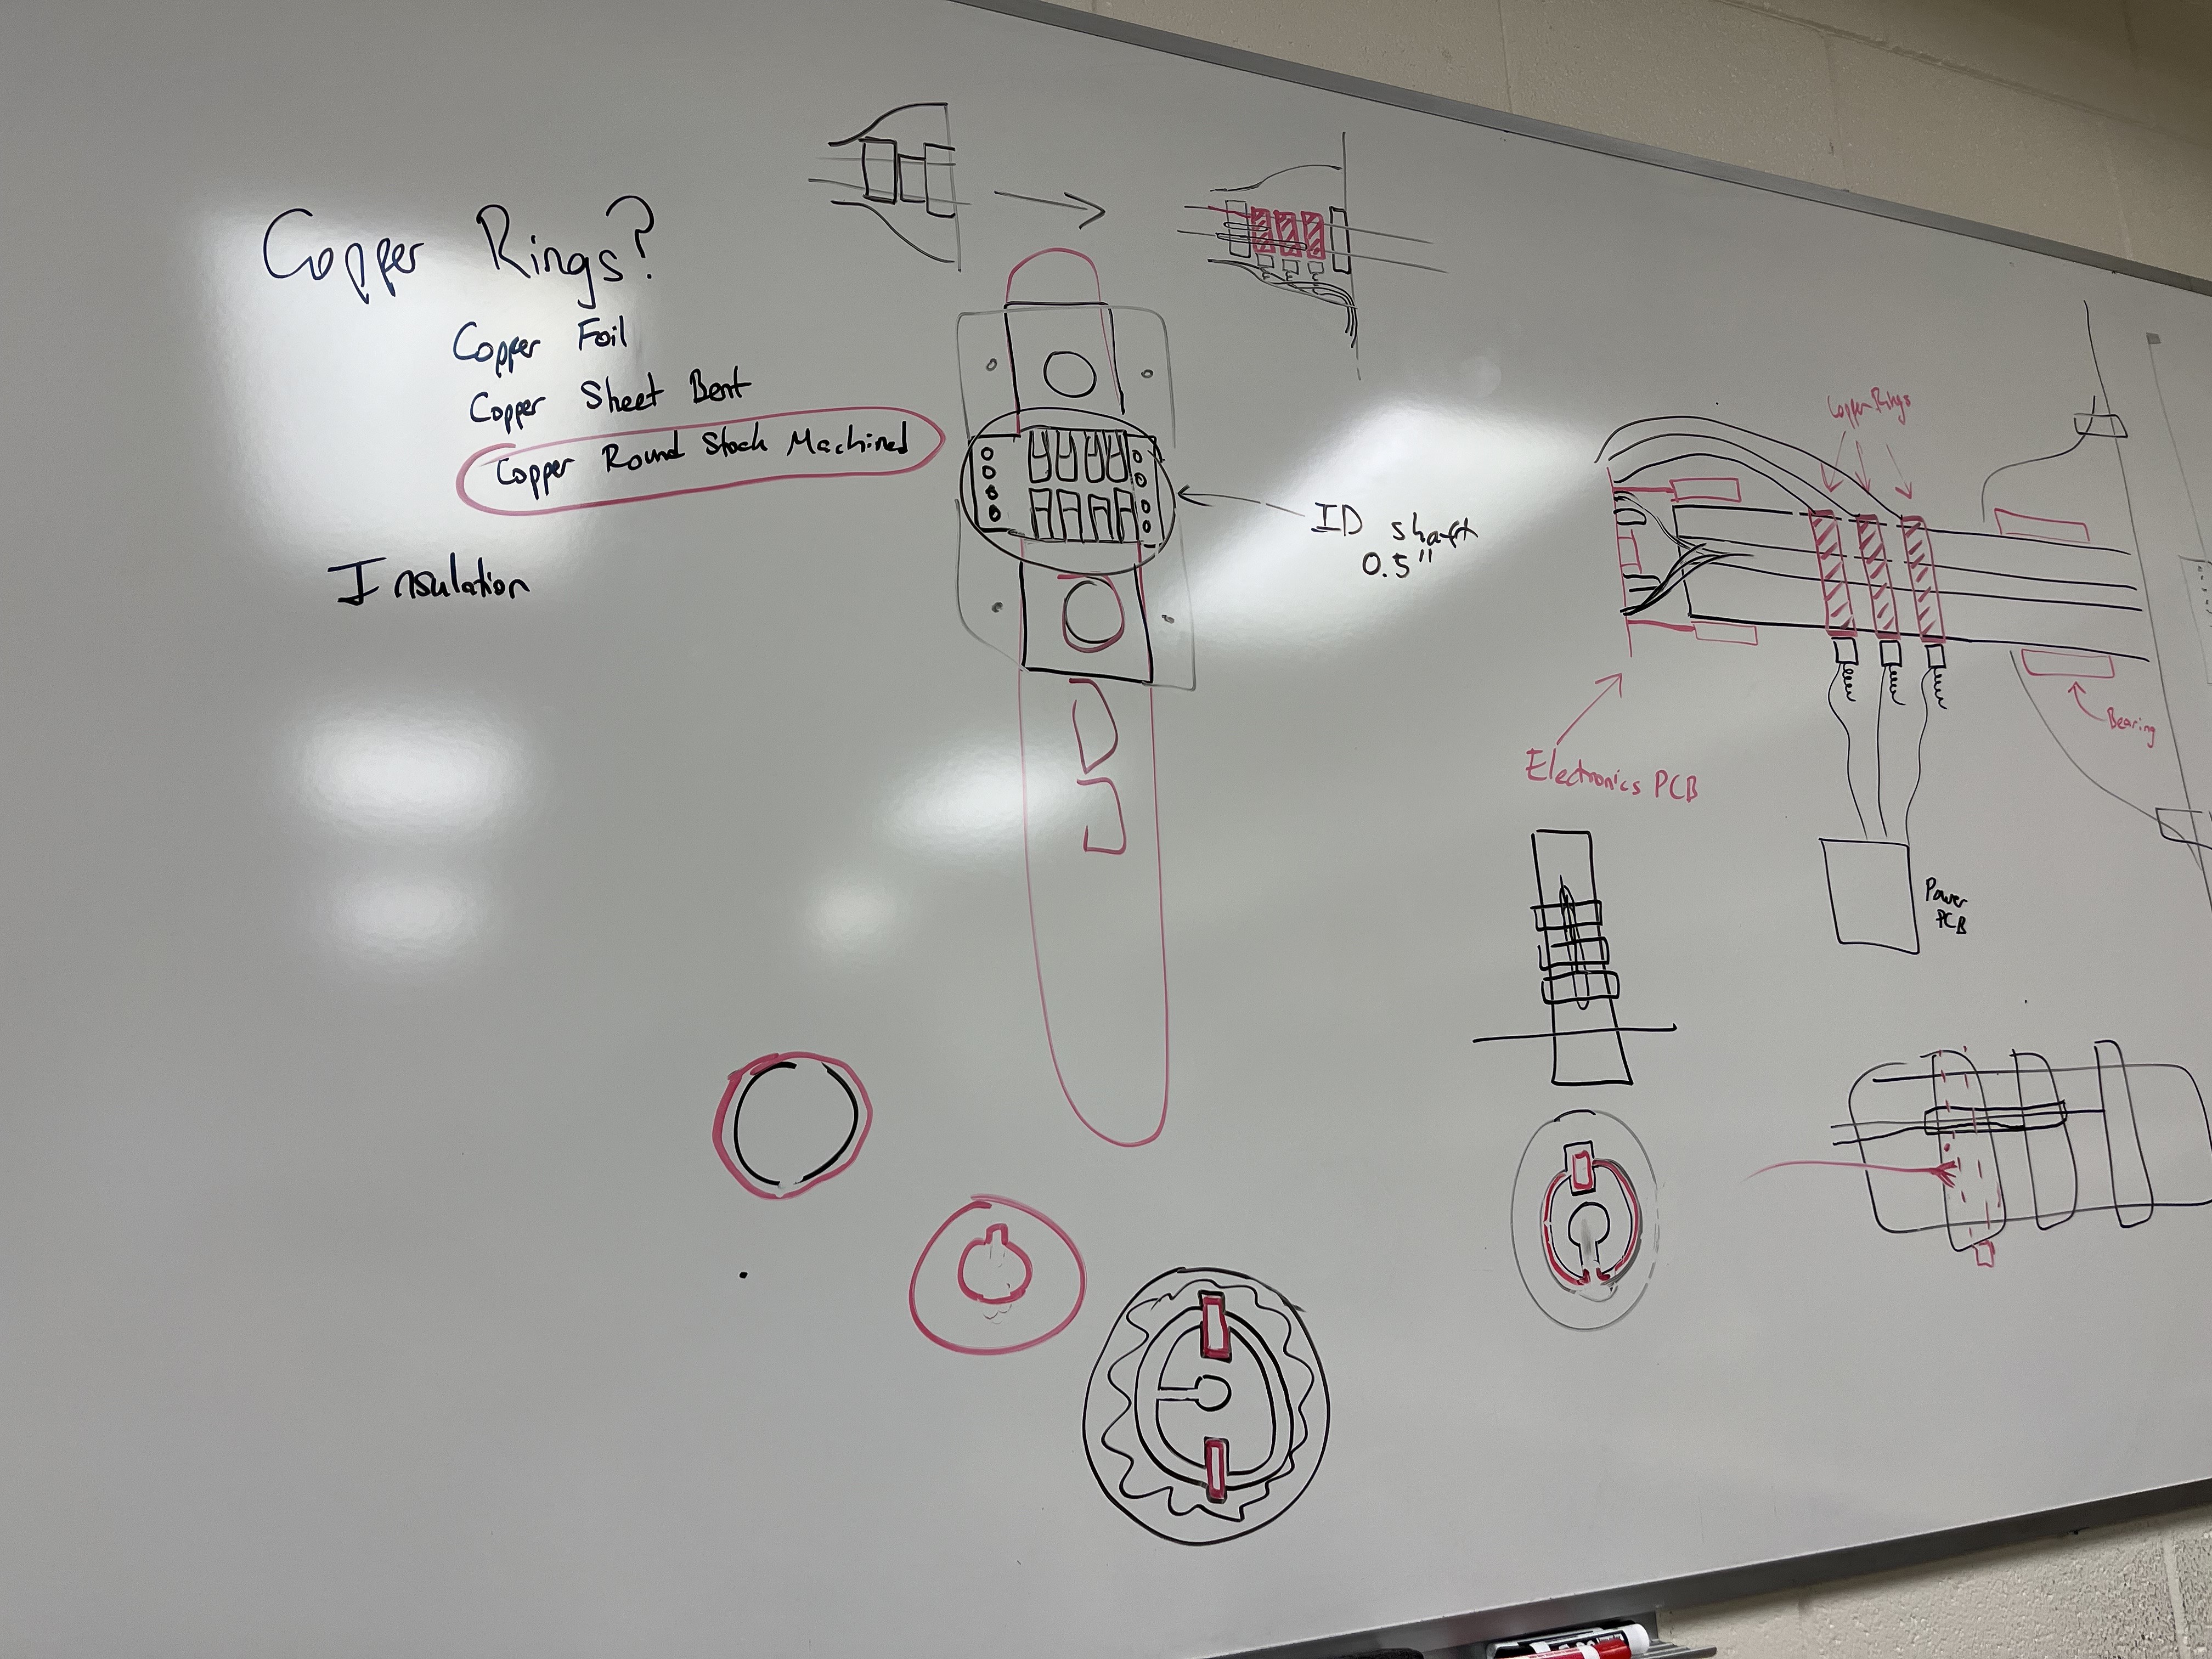 Copper Rings?
Copper Foil
Copper Sheet Bent
Copper Round Stock Machined
Insulation
ID shaft
0.5"
Copper Rings
Bearing
Electronics PCB
Power
PCB